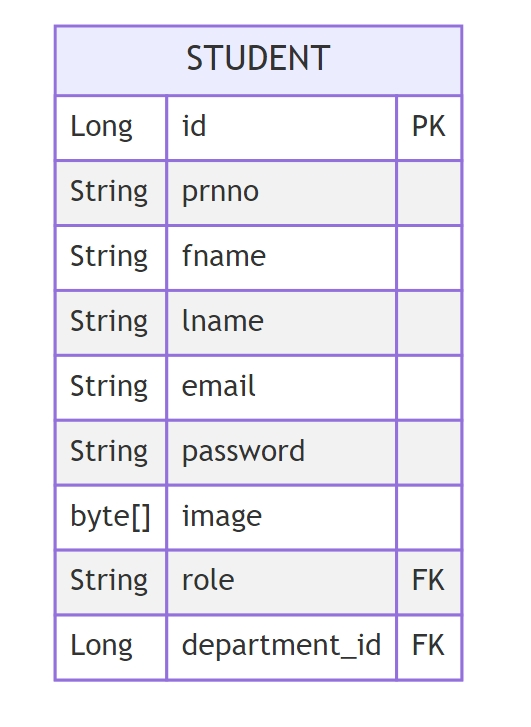 STUDENT
Long id PK
String prnno
String fname
String lname
String email
String password
byte[] image
String role FK
Long department_id FK